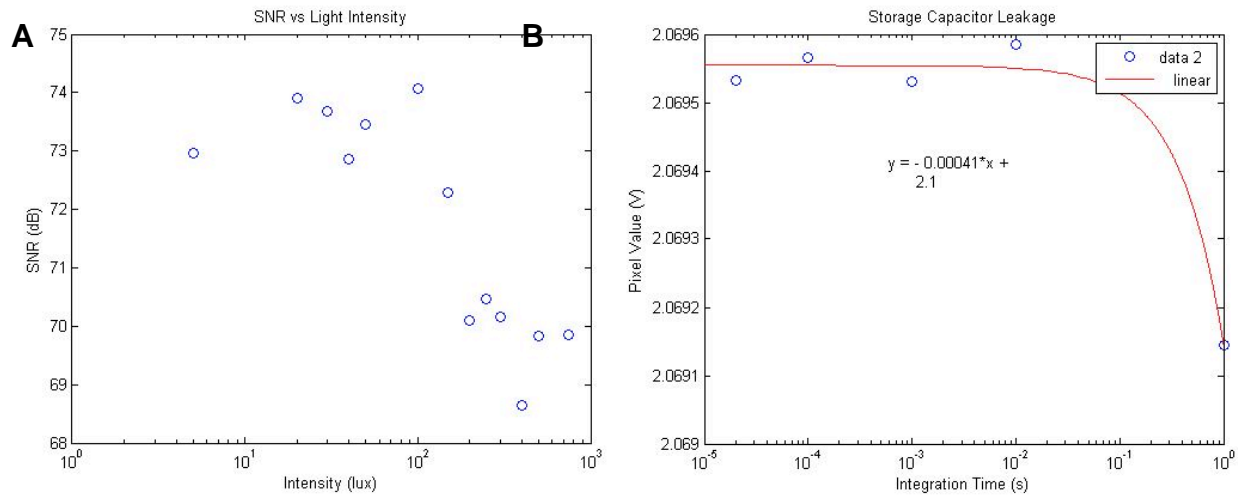 A
SNR vs Light Intensity
75
74
73
72
71
70
69
68
SNR (dB)
10^0
10^1
10^2
10^3
Intensity (lux)
B
Storage Capacitor Leakage
2.0696
2.0695
2.0694
2.0693
2.0692
2.0691
2.069
Pixel Value (V)
data 2
linear
y = - 0.00041*x +
2.1
10^-5
10^-4
10^-3
10^-2
10^-1
10^0
Integration Time (s)